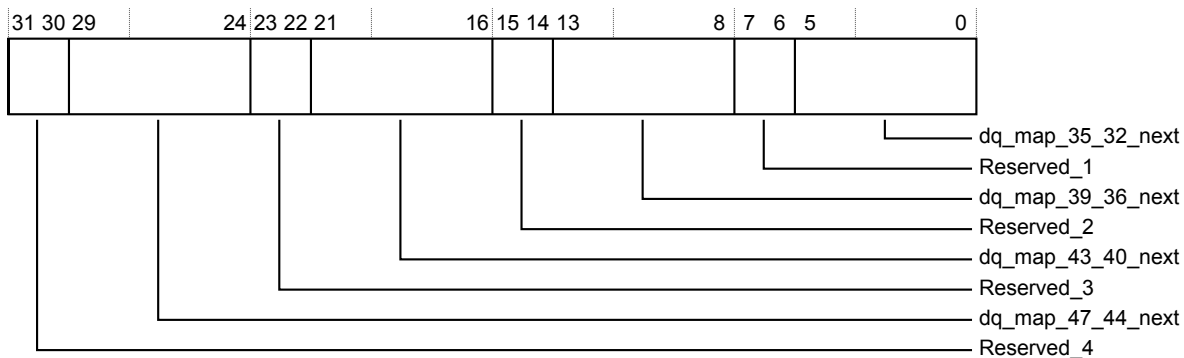 31 30 29 24 23 22 21 16 15 14 13 8 7 6 5 0
dq_map_35_32_next
Reserved_1
dq_map_39_36_next
Reserved_2
dq_map_43_40_next
Reserved_3
dq_map_47_44_next
Reserved_4